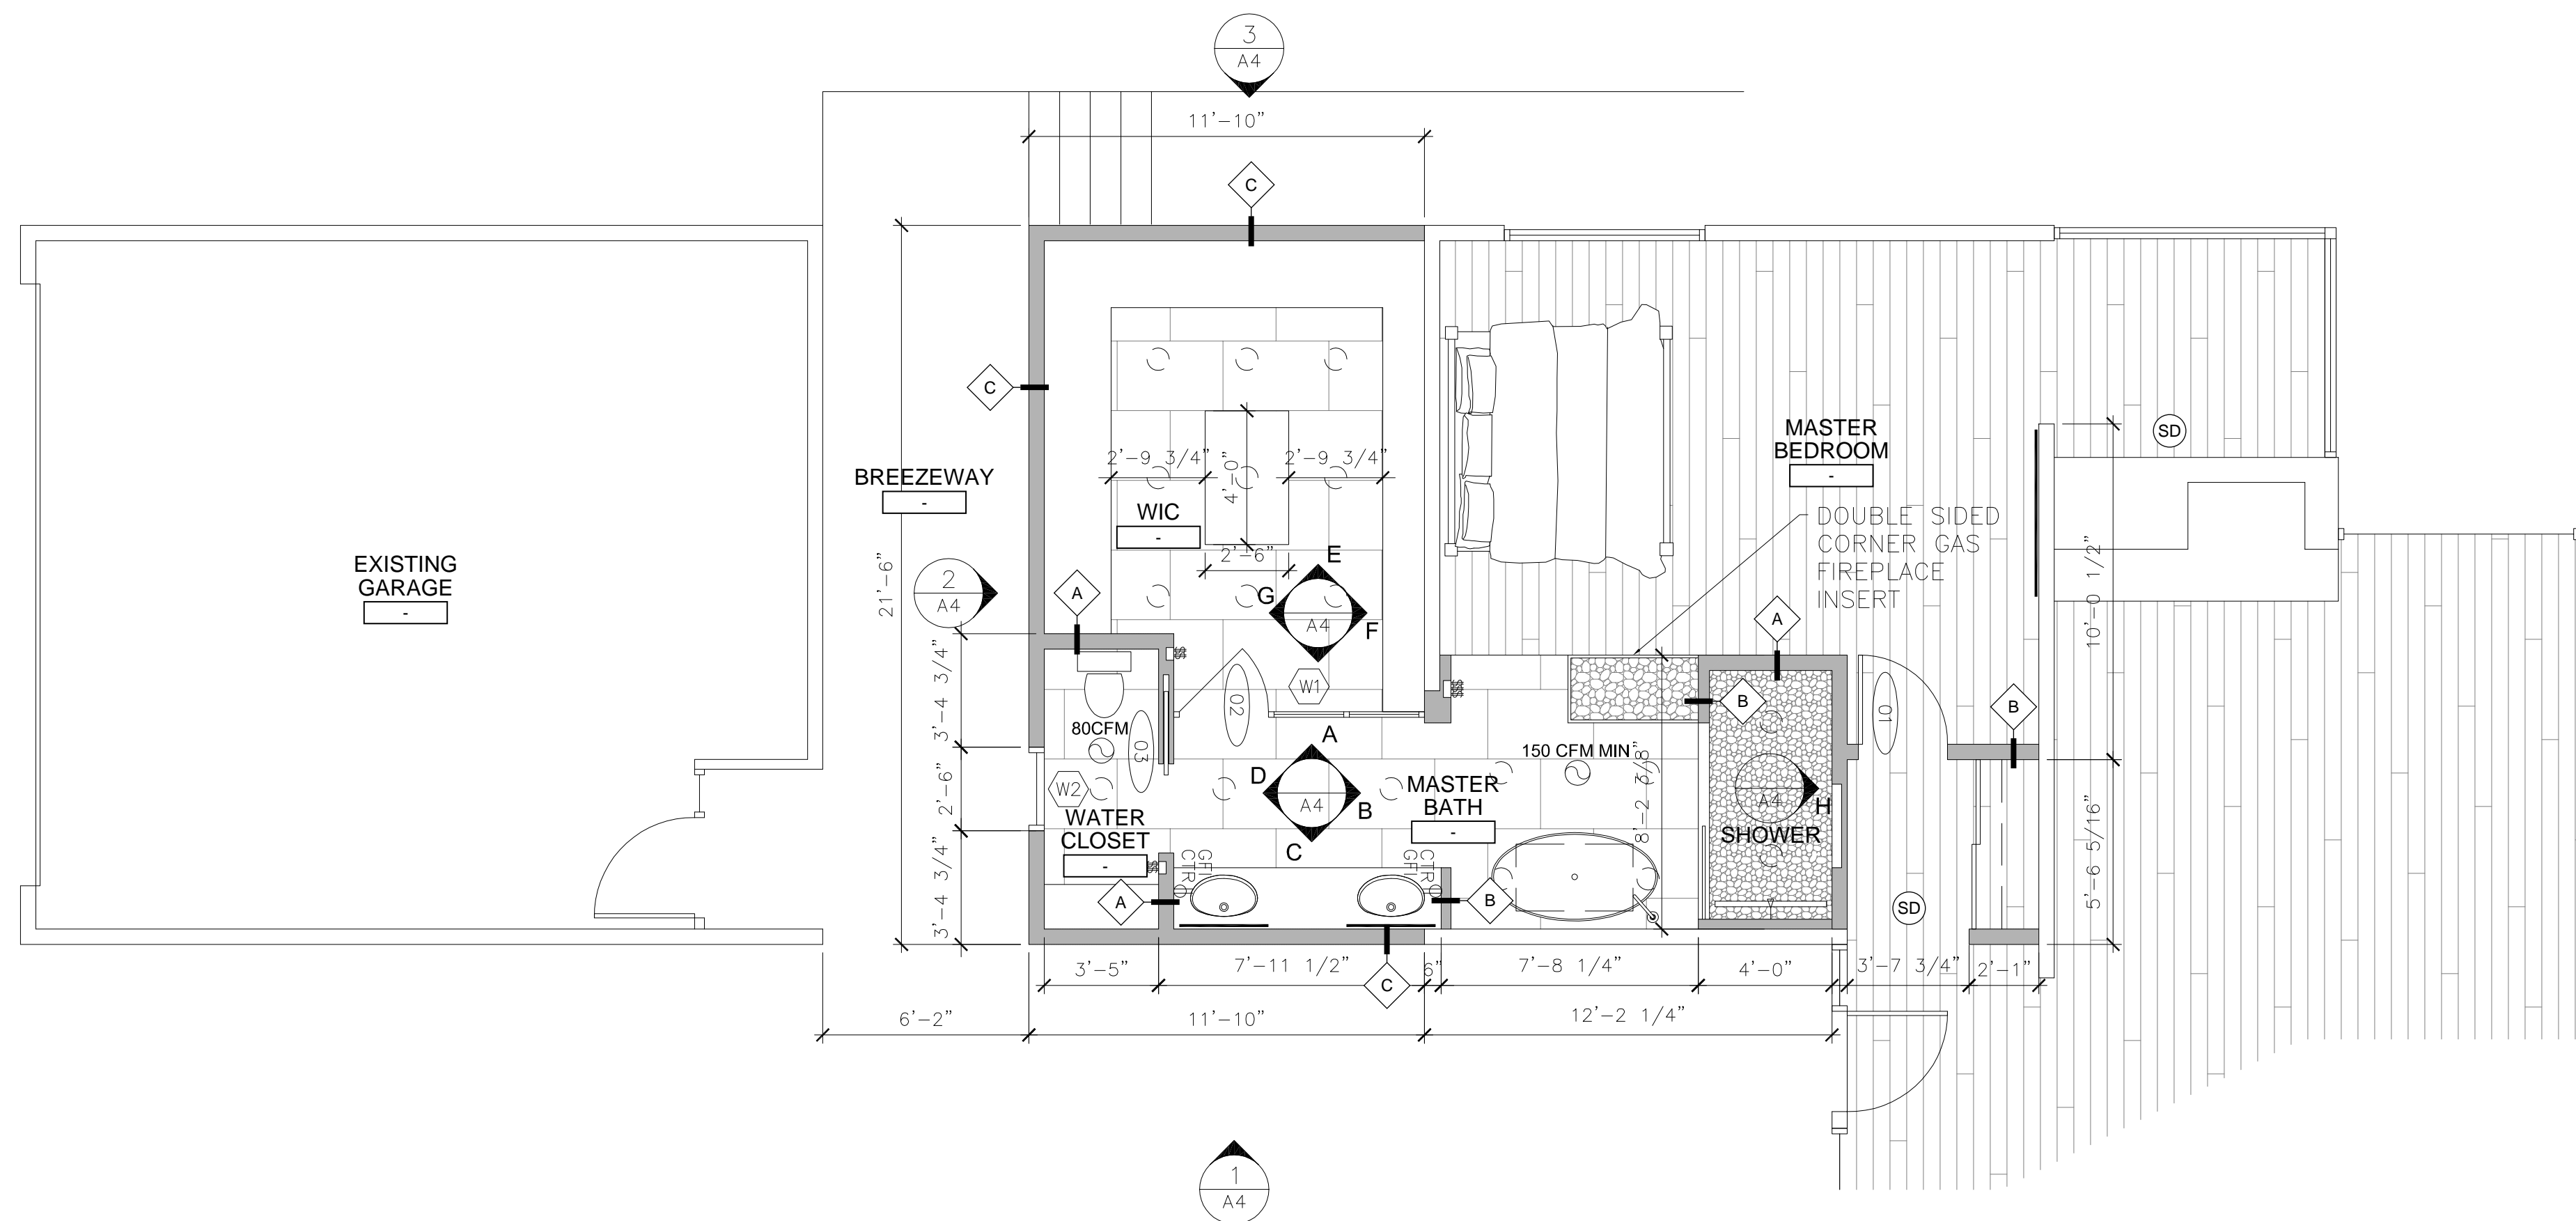 3
A4
11'-10"
C
C
2'-9 3/4"
2'-9 3/4"
4'-0"
MASTER
BEDROOM
-
SD
BREEZEWAY
-
WIC
-
DOUBLE SIDED
CORNER GAS
FIREPLACE
INSERT
EXISTING
GARAGE
-
21'-6"
2
A4
2'-6"
E
G
A4
F
A
A
10'-0 1/2"
3'-4 3/4"
$$
W1
$$$
02
B
01
B
80CFM
03
A
150 CFM MIN
8'-2 3/8"
D
A4
B
C
W2
2'-6"
MASTER
BATH
-
A4
H
SHOWER
WATER
CLOSET
-
$$
GFI
CTR
GFI
CTR
3'-4 3/4"
A
B
SD
5'-6 5/16"
3'-5"
7'-11 1/2"
C
6"
7'-8 1/4"
4'-0"
3'-7 3/4"
2'-1"
6'-2"
11'-10"
12'-2 1/4"
1
A4